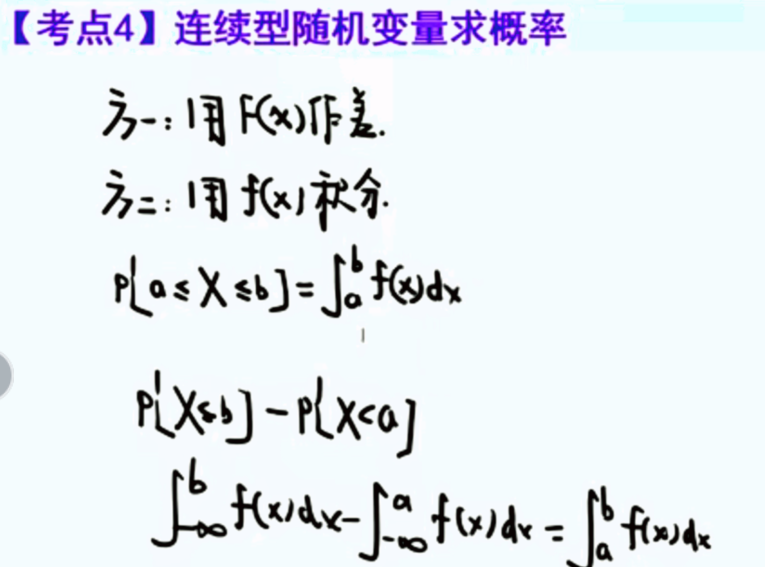 【考点4】连续型随机变量求概率
方一:用F(x)作差.
方二:用f(x)积分.
P{a≤X≤b}=∫_a^b f(x)dx
P{X≤b}-P{X<a}
∫_{-∞}^b f(x)dx-∫_{-∞}^a f(x)dx=∫_a^b f(x)dx